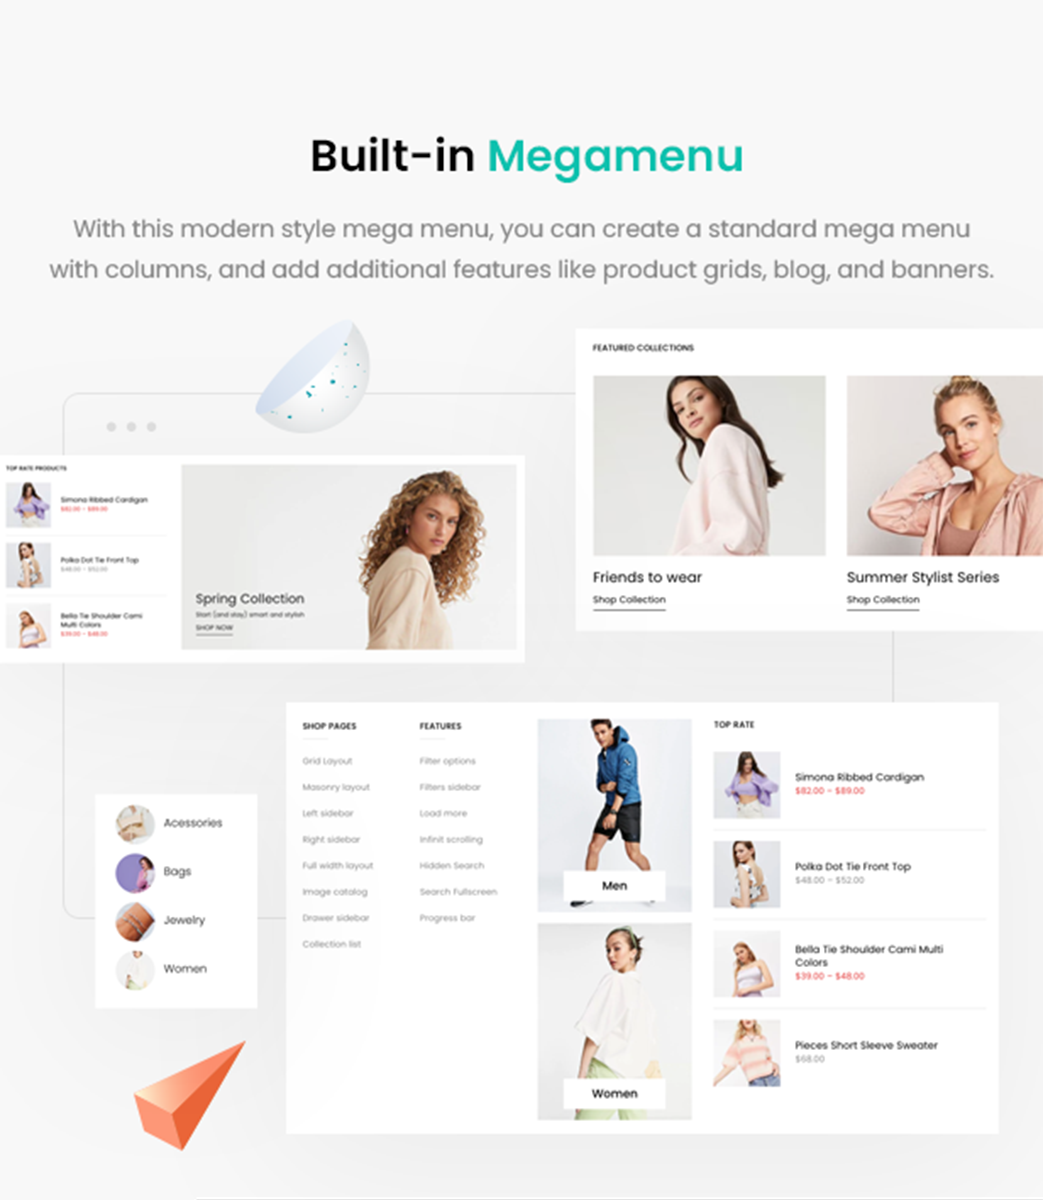 Built-in Megamenu
With this modern style mega menu, you can create a standard mega menu
with columns, and add additional features like product grids, blog, and banners.
FEATURED COLLECTIONS
Friends to wear
Shop Collection
Summer Stylist Series
Shop Collection
TOP RATE PRODUCTS
Simona Ribbed Cardigan
$82.00 – $89.00
Polka Dot Tie Front Top
$48.00 – $52.00
Bella Tie Shoulder Cami
Multi Colors
$39.00 – $48.00
Spring Collection
Start (and stay) smart and stylish
SHOP NOW
Acessories
Bags
Jewelry
Women
SHOP PAGES
Grid Layout
Masonry layout
Left sidebar
Right sidebar
Full width layout
Image catalog
Drawer sidebar
Collection list
FEATURES
Filter options
Filters sidebar
Load more
Infinit scrolling
Hidden Search
Search Fullscreen
Progress bar
Men
Women
TOP RATE
Simona Ribbed Cardigan
$82.00 – $89.00
Polka Dot Tie Front Top
$48.00 – $52.00
Bella Tie Shoulder Cami Multi
Colors
$39.00 – $48.00
Pieces Short Sleeve Sweater
$68.00